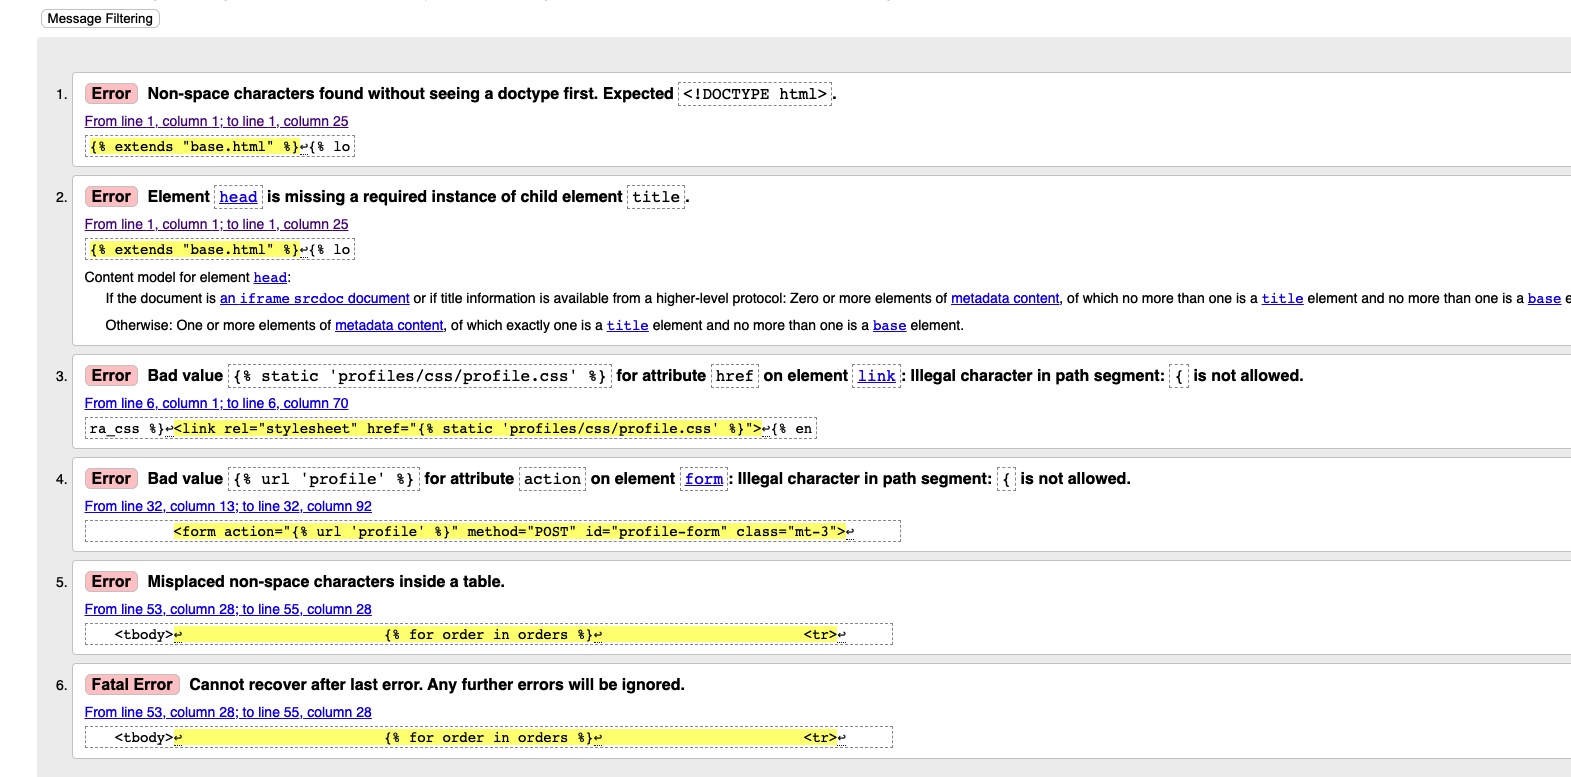 Message Filtering
1. Error Non-space characters found without seeing a doctype first. Expected <!DOCTYPE html>.
From line 1, column 1; to line 1, column 25
{% extends "base.html" %}↩{% lo
2. Error Element head is missing a required instance of child element title.
From line 1, column 1; to line 1, column 25
{% extends "base.html" %}↩{% lo
Content model for element head:
If the document is an iframe srcdoc document or if title information is available from a higher-level protocol: Zero or more elements of metadata content, of which no more than one is a title element and no more than one is a base e
Otherwise: One or more elements of metadata content, of which exactly one is a title element and no more than one is a base element.
3. Error Bad value {% static 'profiles/css/profile.css' %} for attribute href on element link: Illegal character in path segment: { is not allowed.
From line 6, column 1; to line 6, column 70
ra_css %}↩<link rel="stylesheet" href="{% static 'profiles/css/profile.css' %}">↩{% en
4. Error Bad value {% url 'profile' %} for attribute action on element form: Illegal character in path segment: { is not allowed.
From line 32, column 13; to line 32, column 92
<form action="{% url 'profile' %}" method="POST" id="profile-form" class="mt-3">↩
5. Error Misplaced non-space characters inside a table.
From line 53, column 28; to line 55, column 28
<tbody>↩ {% for order in orders %}↩ <tr>↩
6. Fatal Error Cannot recover after last error. Any further errors will be ignored.
From line 53, column 28; to line 55, column 28
<tbody>↩ {% for order in orders %}↩ <tr>↩